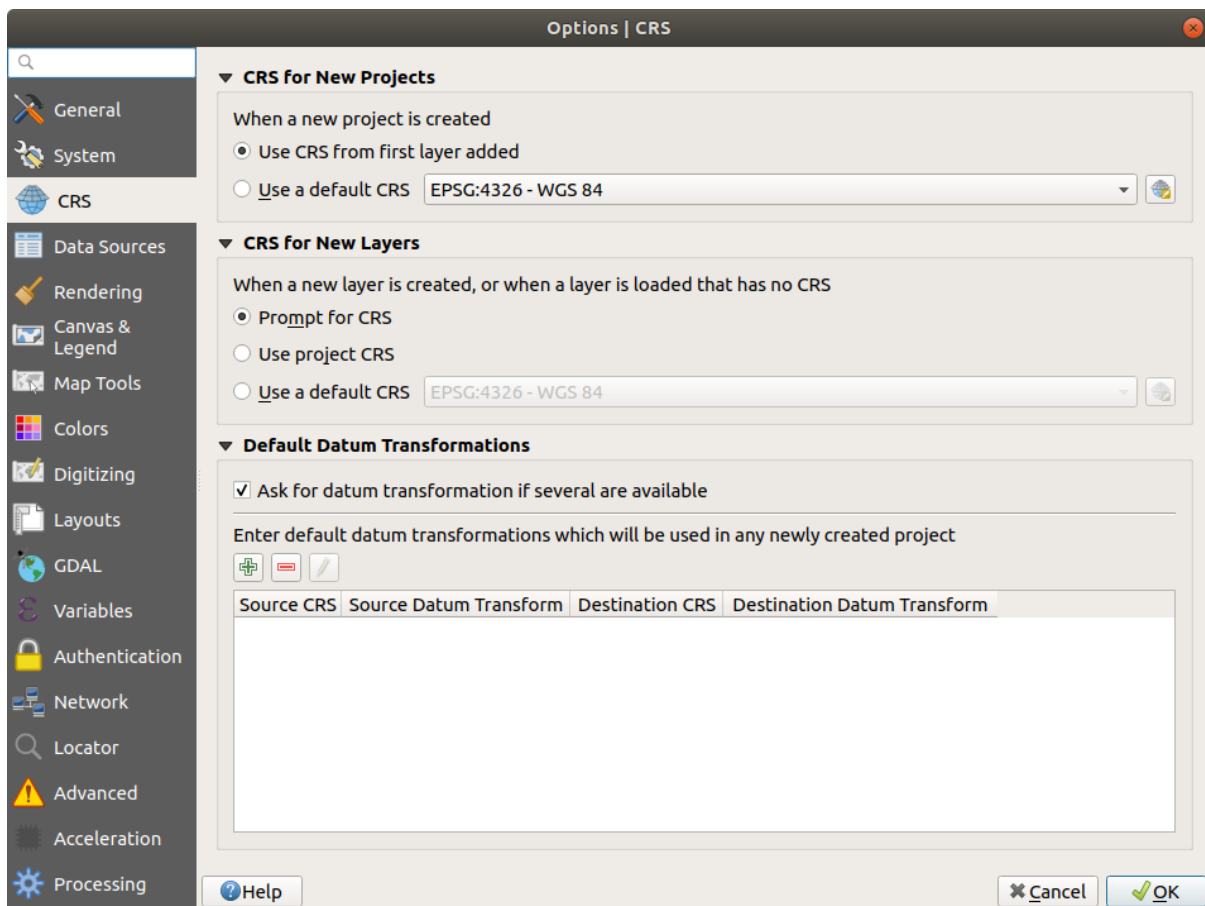 Options | CRS
General
System
CRS
Data Sources
Rendering
Canvas &
Legend
Map Tools
Colors
Digitizing
Layouts
GDAL
Variables
Authentication
Network
Locator
Advanced
Acceleration
Processing
CRS for New Projects
When a new project is created
Use CRS from first layer added
Use a default CRS EPSG:4326 - WGS 84
CRS for New Layers
When a new layer is created, or when a layer is loaded that has no CRS
Prompt for CRS
Use project CRS
Use a default CRS EPSG:4326 - WGS 84
Default Datum Transformations
Ask for datum transformation if several are available
Enter default datum transformations which will be used in any newly created project
Source CRS Source Datum Transform Destination CRS Destination Datum Transform
Help Cancel OK